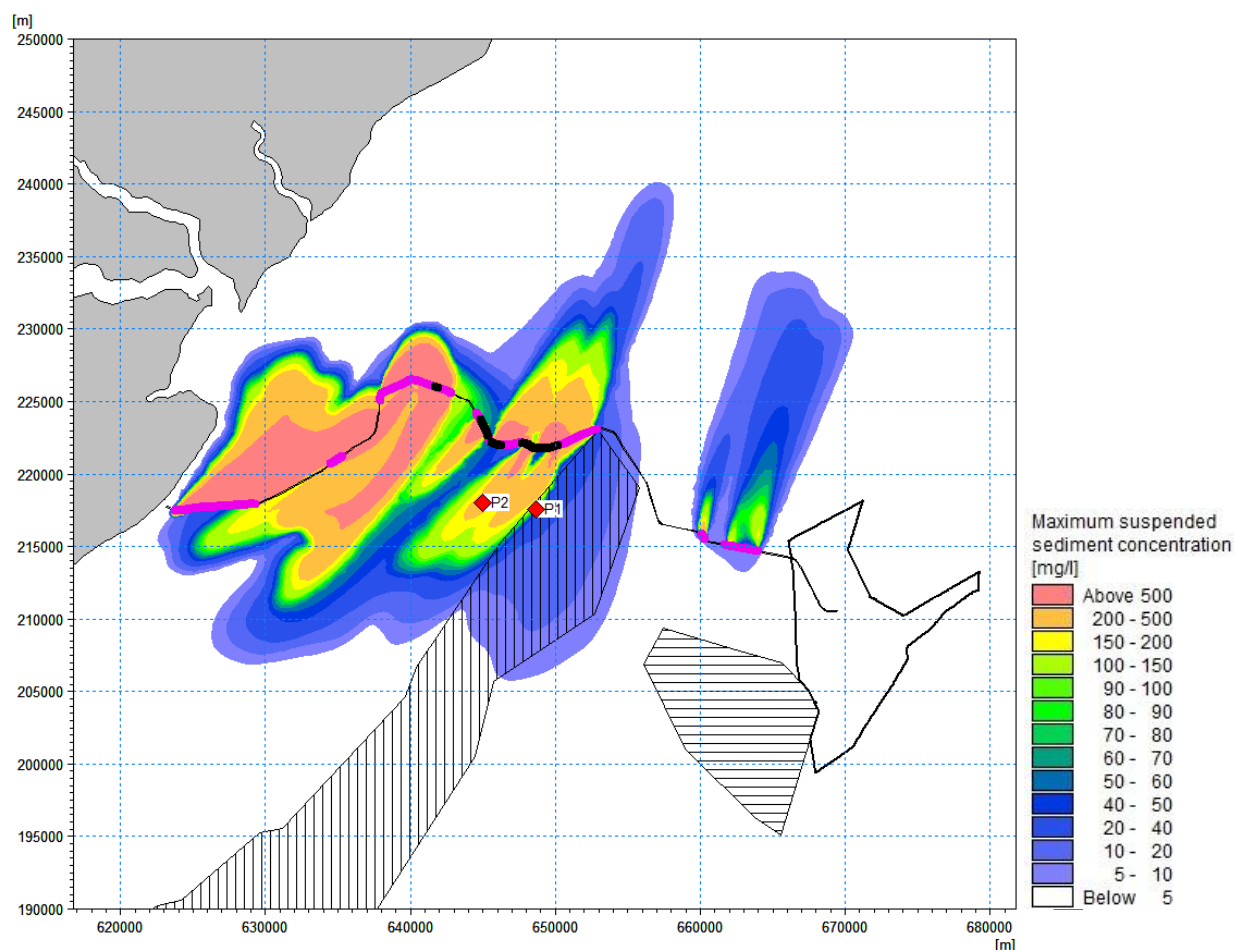 [m]
250000
245000
240000
235000
230000
225000
220000
215000
210000
205000
200000
195000
190000
620000 630000 640000 650000 660000 670000 680000
[m]
P2
P1
Maximum suspended
sediment concentration
[mg/l]
Above 500
200 - 500
150 - 200
100 - 150
90 - 100
80 - 90
70 - 80
60 - 70
50 - 60
40 - 50
20 - 40
10 - 20
5 - 10
Below 5